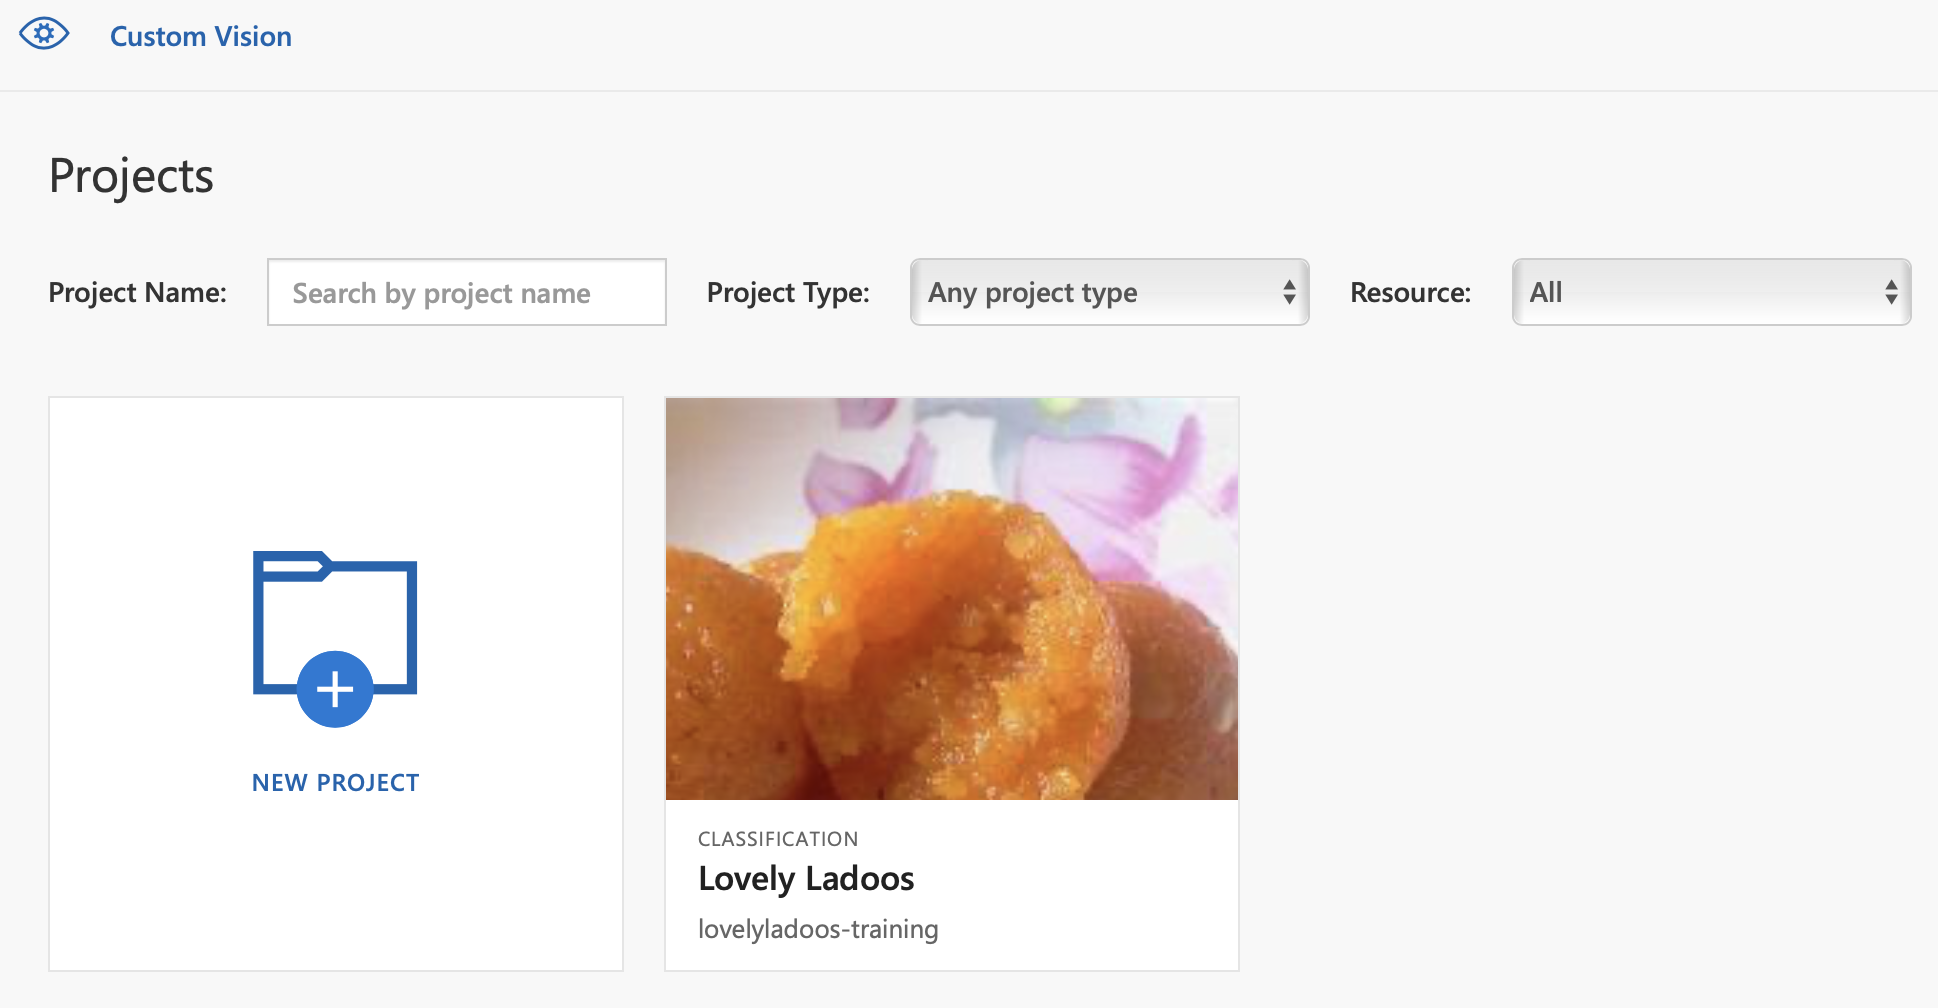 Custom Vision
Projects
Project Name: Search by project name Project Type: Any project type Resource: All
NEW PROJECT
CLASSIFICATION
Lovely Ladoos
lovelyladoos-training